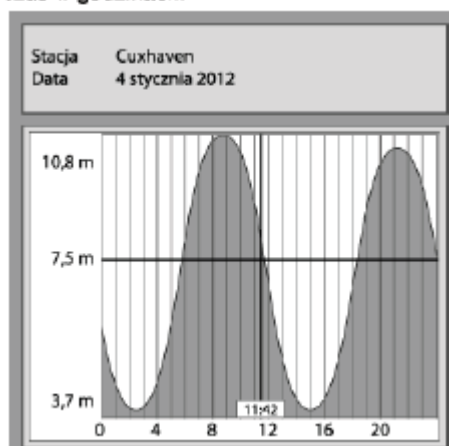 Stacja Cuxhaven
Data 4 stycznia 2012
10,8 m
7,5 m
3,7 m
11:42
0 4 8 12 16 20